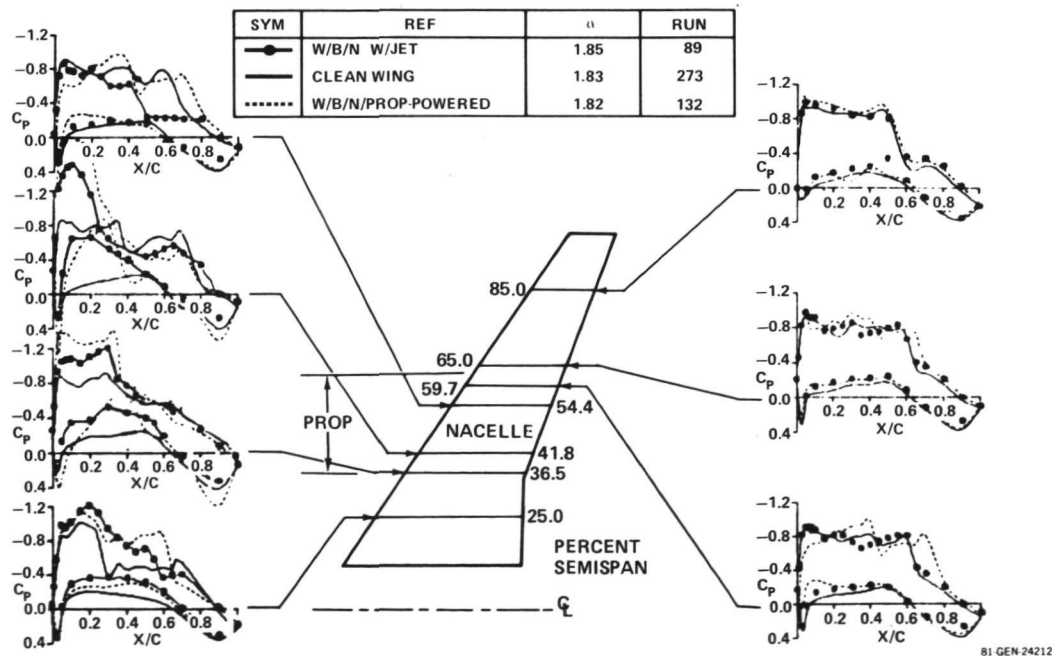 SYM REF α RUN
W/B/N W/JET 1.85 89
CLEAN WING 1.83 273
W/B/N/PROP-POWERED 1.82 132
-1.2
-0.8
-0.4
CP
0.0
0.4
0.2 0.4 0.6 0.8
X/C
-1.2
-0.8
-0.4
CP
0.0
0.4
0.2 0.4 0.6 0.8
X/C
-1.2
-0.8
-0.4
CP
0.0
0.4
0.2 0.4 0.6 0.8
X/C
-1.2
-0.8
-0.4
CP
0.0
0.4
0.2 0.4 0.6 0.8
X/C
85.0
65.0
59.7
54.4
PROP
NACELLE
41.8
36.5
25.0
PERCENT
SEMISPAN
CL
-1.2
-0.8
-0.4
CP
0.0
0.4
0.2 0.4 0.6 0.8
X/C
-1.2
-0.8
-0.4
CP
0.0
0.4
0.2 0.4 0.6 0.8
X/C
-1.2
-0.8
-0.4
CP
0.0
0.4
0.2 0.4 0.6 0.8
X/C
81-GEN-24212